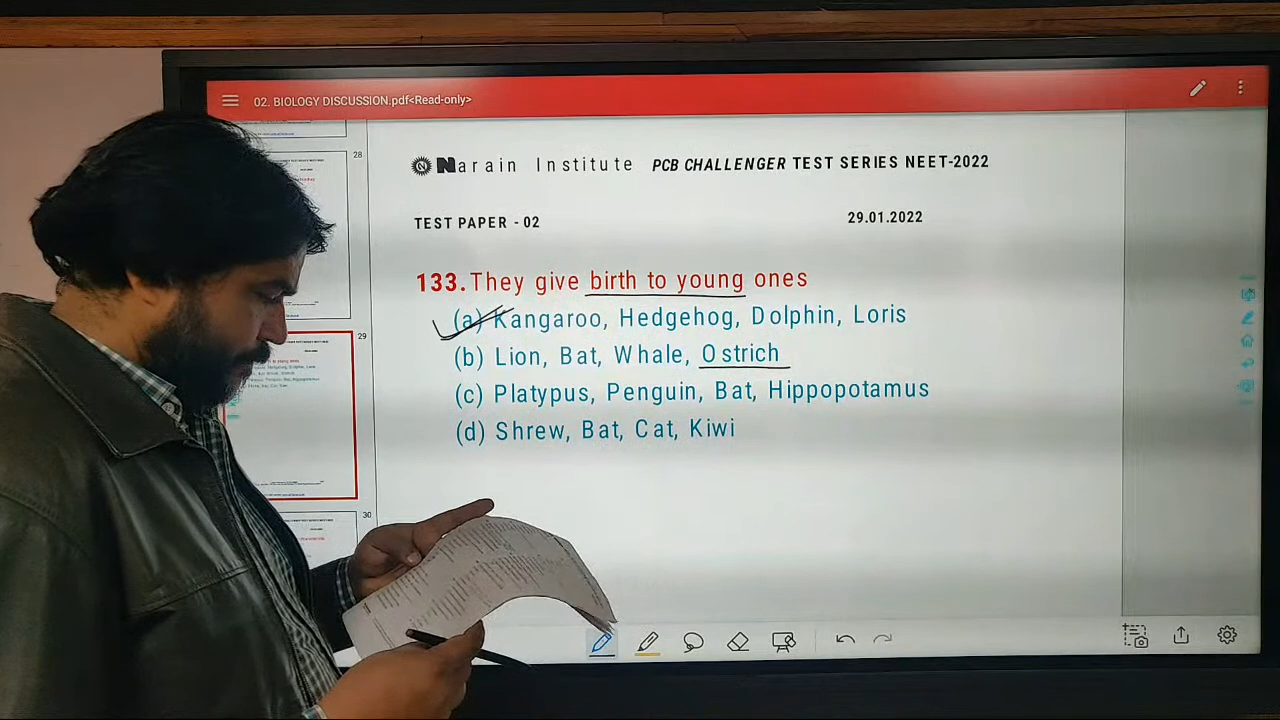 02. BIOLOGY DISCUSSION.pdf<Read-only>
28
Narain Institute PCB CHALLENGER TEST SERIES NEET-2022
TEST PAPER - 02 29.01.2022
133. They give birth to young ones
(a) Kangaroo, Hedgehog, Dolphin, Loris
29
(b) Lion, Bat, Whale, Ostrich
(c) Platypus, Penguin, Bat, Hippopotamus
(d) Shrew, Bat, Cat, Kiwi
30